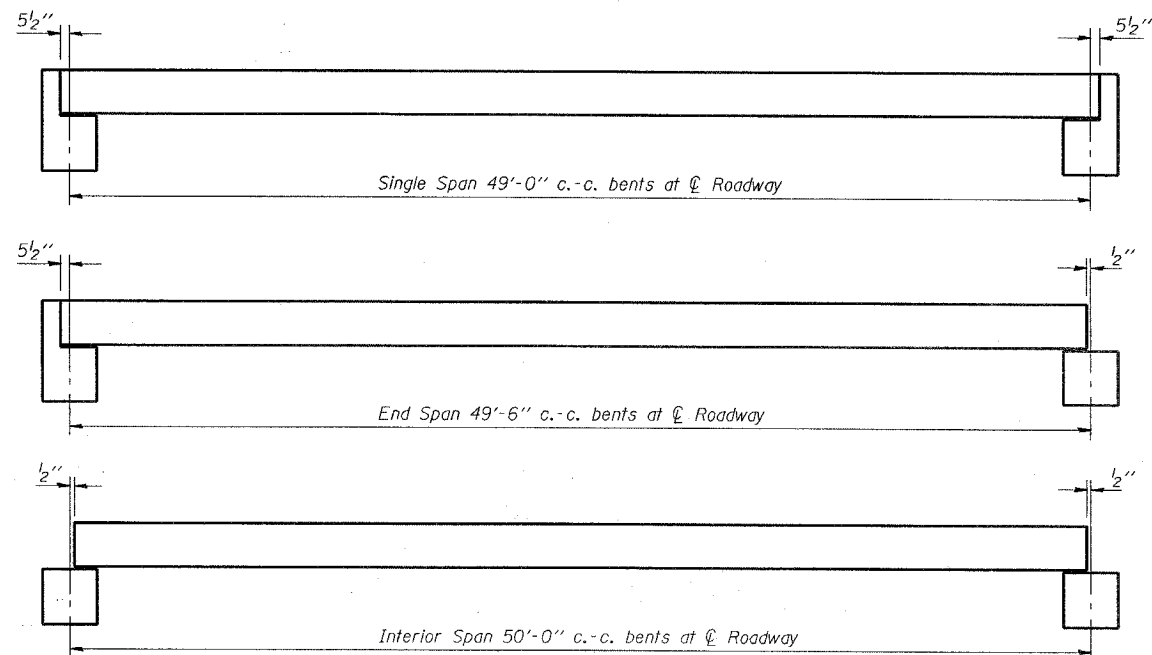 5½" 5½"
Single Span 49'-0" c.-c. bents at ℄ Roadway
5½" ½"
End Span 49'-6" c.-c. bents at ℄ Roadway
½" ½"
Interior Span 50'-0" c.-c. bents at ℄ Roadway